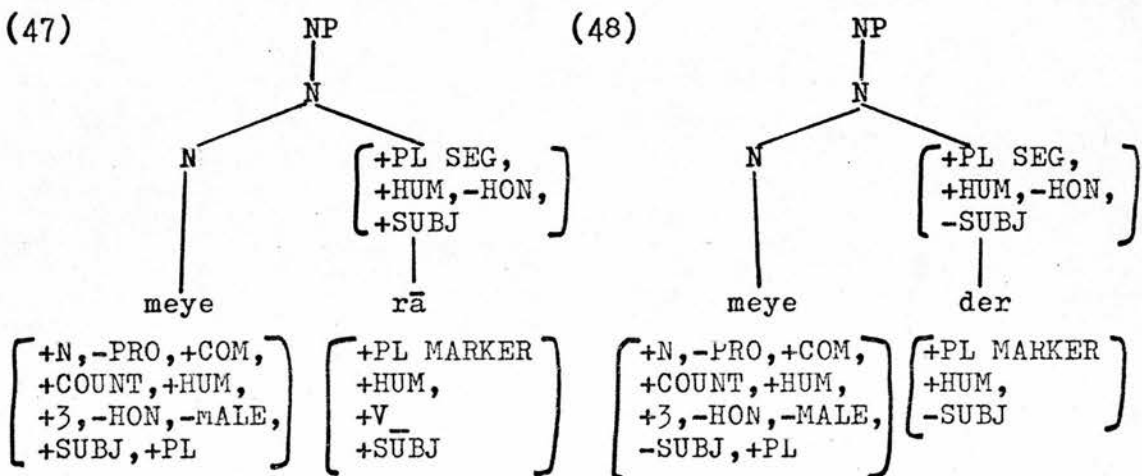 (47) NP (48) NP
N N
N [+PL SEG, N [+PL SEG,
+HUM,-HON, +HUM,-HON,
+SUBJ] -SUBJ]
meye rā meye der
[+N,-PRO,+COM, [+PL MARKER [+N,-PRO,+COM, [+PL MARKER
+COUNT,+HUM, +HUM, +COUNT,+HUM, +HUM,
+3,-HON,-MALE, +V_ +3,-HON,-MALE, -SUBJ]
+SUBJ,+PL] +SUBJ] -SUBJ,+PL]